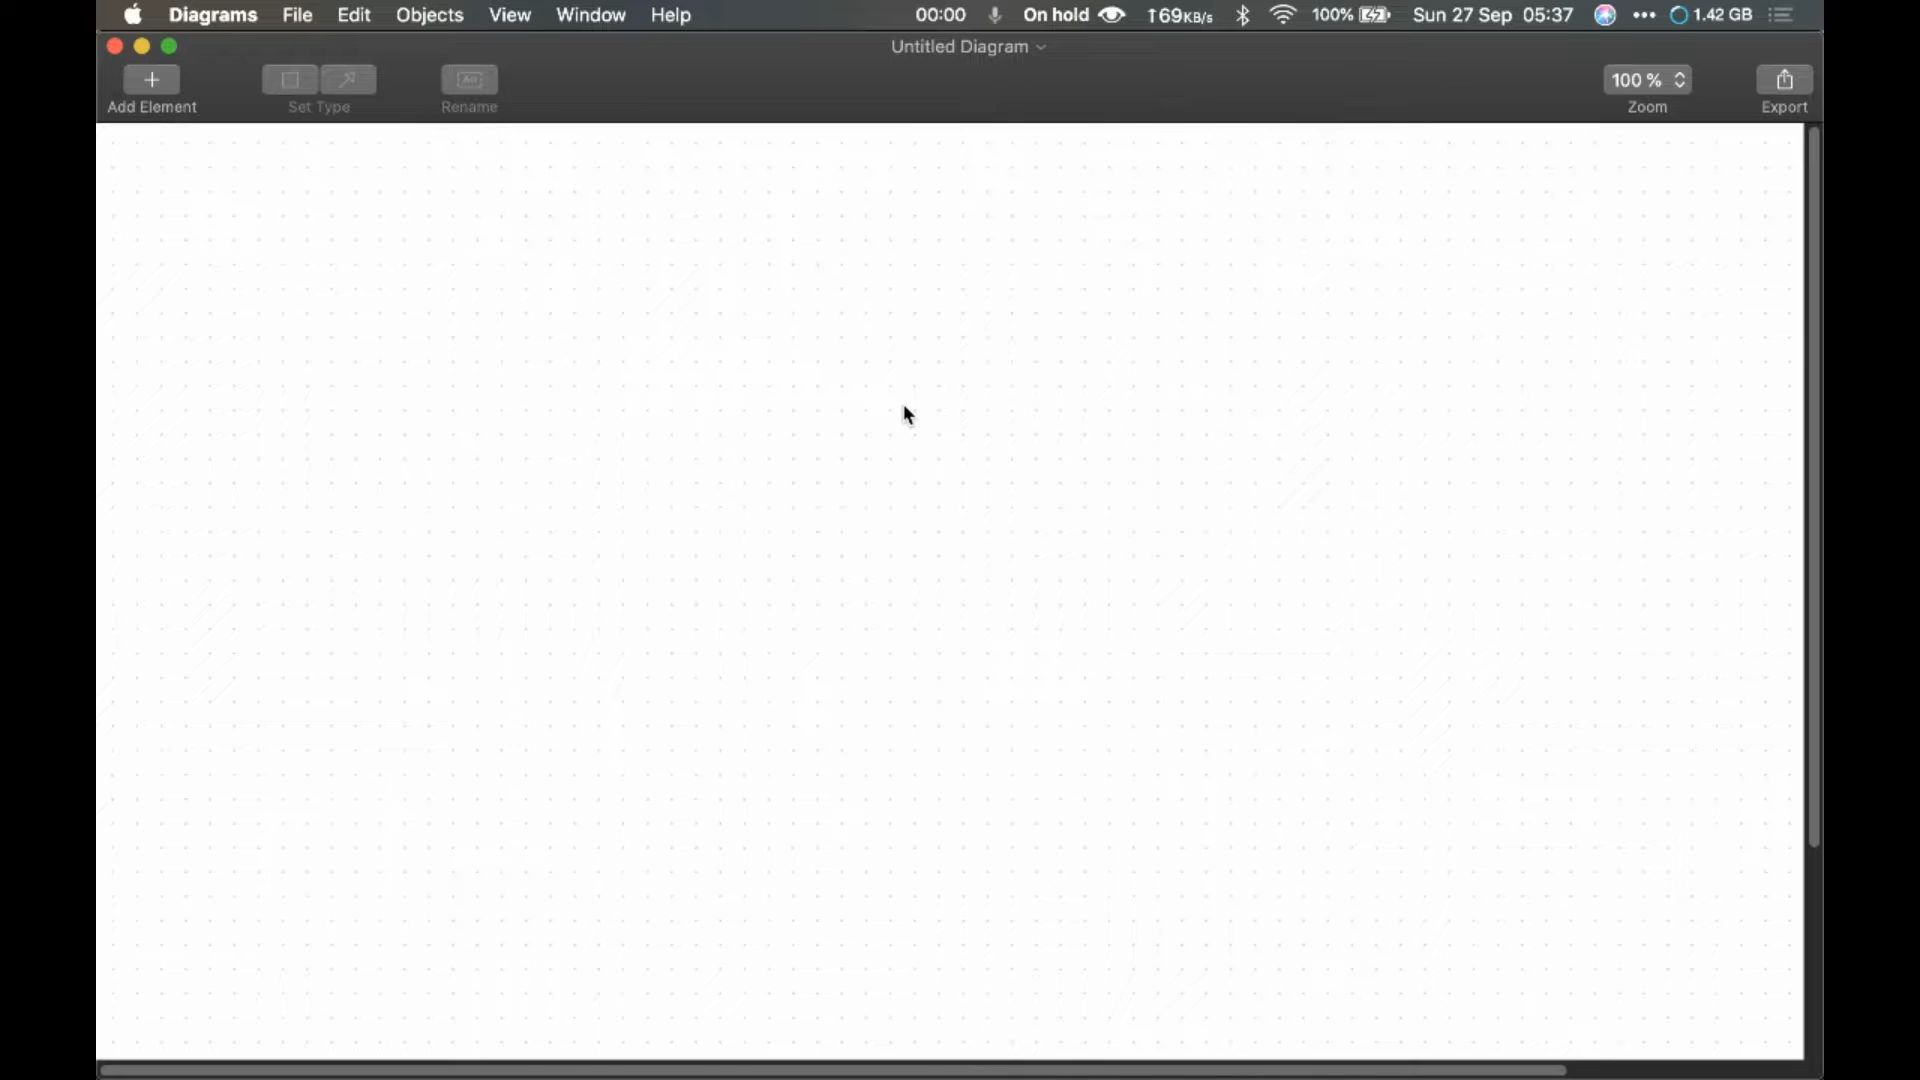 Diagrams File Edit Objects View Window Help 00:00 On hold ↑69KB/s 100% Sun 27 Sep 05:37 ••• 1.42 GB
Untitled Diagram
100 %
Add Element Set Type Rename Zoom Export